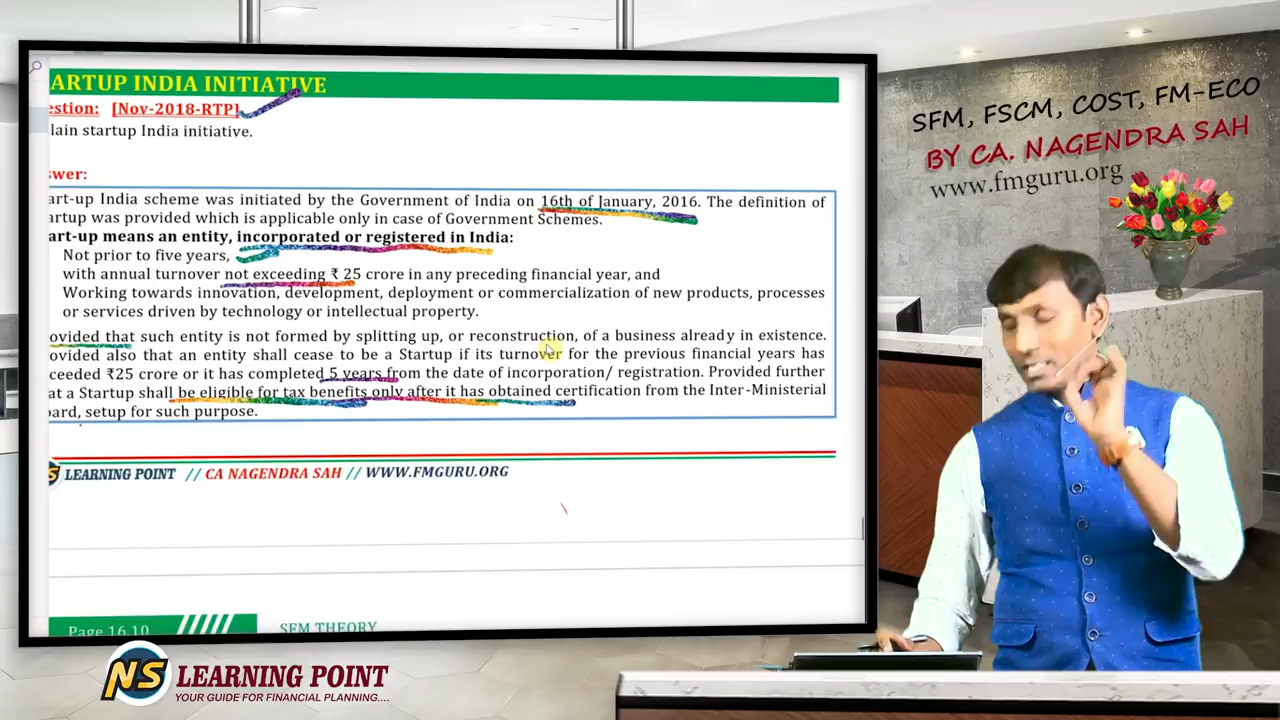 ARTUP INDIA INITIATIVE
estion: [Nov-2018-RTP]
lain startup India initiative.
swer:
art-up India scheme was initiated by the Government of India on 16th of January, 2016. The definition of
artup was provided which is applicable only in case of Government Schemes.
art-up means an entity, incorporated or registered in India:
Not prior to five years,
with annual turnover not exceeding ₹ 25 crore in any preceding financial year, and
Working towards innovation, development, deployment or commercialization of new products, processes
or services driven by technology or intellectual property.
ovided that such entity is not formed by splitting up, or reconstruction, of a business already in existence.
ovided also that an entity shall cease to be a Startup if its turnover for the previous financial years has
ceeded ₹25 crore or it has completed 5 years from the date of incorporation/ registration. Provided further
at a Startup shall be eligible for tax benefits only after it has obtained certification from the Inter-Ministerial
oard, setup for such purpose.
LEARNING POINT // CA NAGENDRA SAH // WWW.FMGURU.ORG
Page 16.10 SFM THEORY
NS LEARNING POINT
YOUR GUIDE FOR FINANCIAL PLANNING....
SFM, FSCM, COST, FM-ECO
BY CA. NAGENDRA SAH
www.fmguru.org